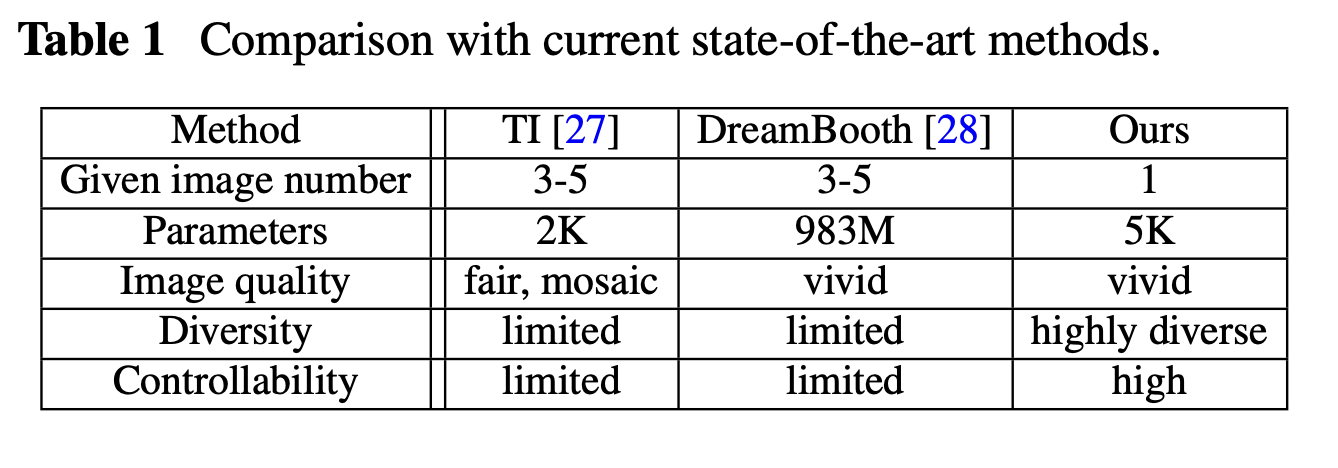 Table 1 Comparison with current state-of-the-art methods.
Method TI [27] DreamBooth [28] Ours
Given image number 3-5 3-5 1
Parameters 2K 983M 5K
Image quality fair, mosaic vivid vivid
Diversity limited limited highly diverse
Controllability limited limited high